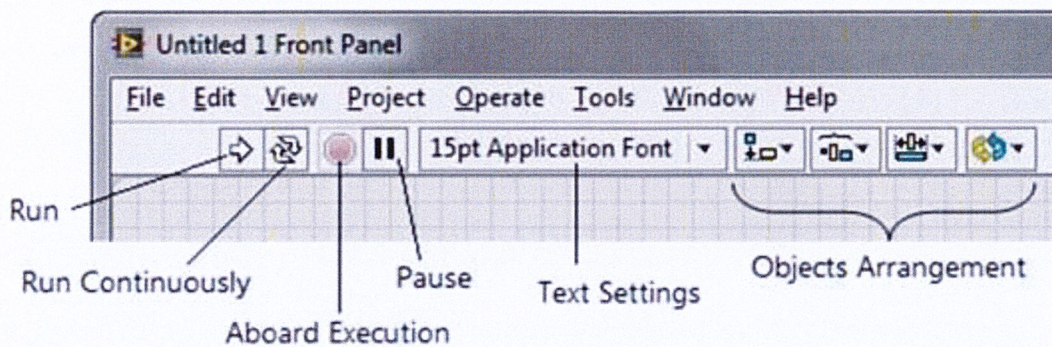 Untitled 1 Front Panel
File Edit View Project Operate Tools Window Help
15pt Application Font
Run
Run Continuously
Aboard Execution
Pause
Text Settings
Objects Arrangement